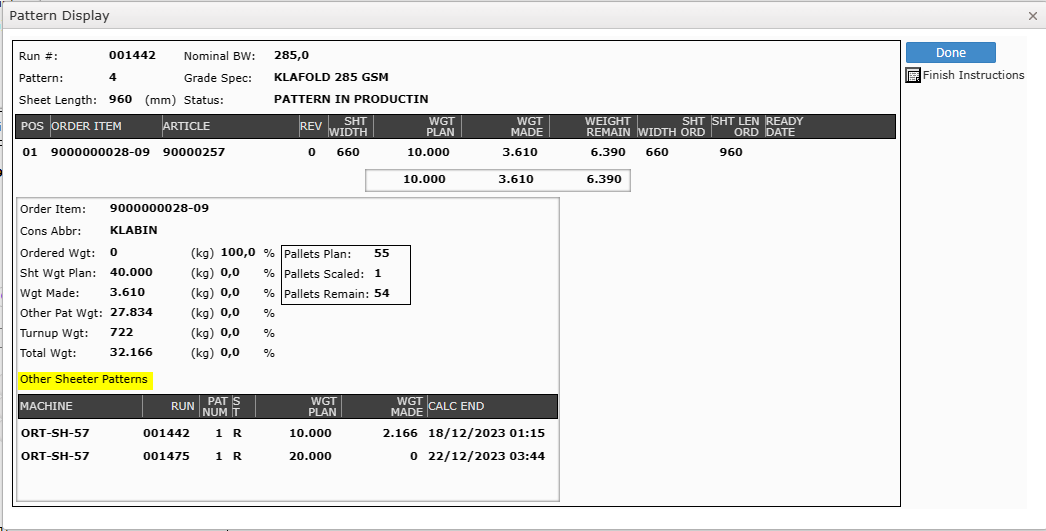 Pattern Display
Done
Finish Instructions
Run #: 001442 Nominal BW: 285,0
Pattern: 4 Grade Spec: KLAFOLD 285 GSM
Sheet Length: 960 (mm) Status: PATTERN IN PRODUCTIN
POS ORDER ITEM ARTICLE REV SHT WIDTH WGT PLAN WGT MADE WEIGHT REMAIN SHT WIDTH ORD SHT LEN ORD READY DATE
01 9000000028-09 90000257 0 660 10.000 3.610 6.390 660 960
10.000 3.610 6.390
Order Item: 9000000028-09
Cons Abbr: KLABIN
Ordered Wgt: 0 (kg) 100,0 % Pallets Plan: 55
Sht Wgt Plan: 40.000 (kg) 0,0 % Pallets Scaled: 1
Wgt Made: 3.610 (kg) 0,0 % Pallets Remain: 54
Other Pat Wgt: 27.834 (kg) 0,0 %
Turnup Wgt: 722 (kg) 0,0 %
Total Wgt: 32.166 (kg) 0,0 %
Other Sheeter Patterns
MACHINE RUN PAT NUM S T WGT PLAN WGT MADE CALC END
ORT-SH-57 001442 1 R 10.000 2.166 18/12/2023 01:15
ORT-SH-57 001475 1 R 20.000 0 22/12/2023 03:44